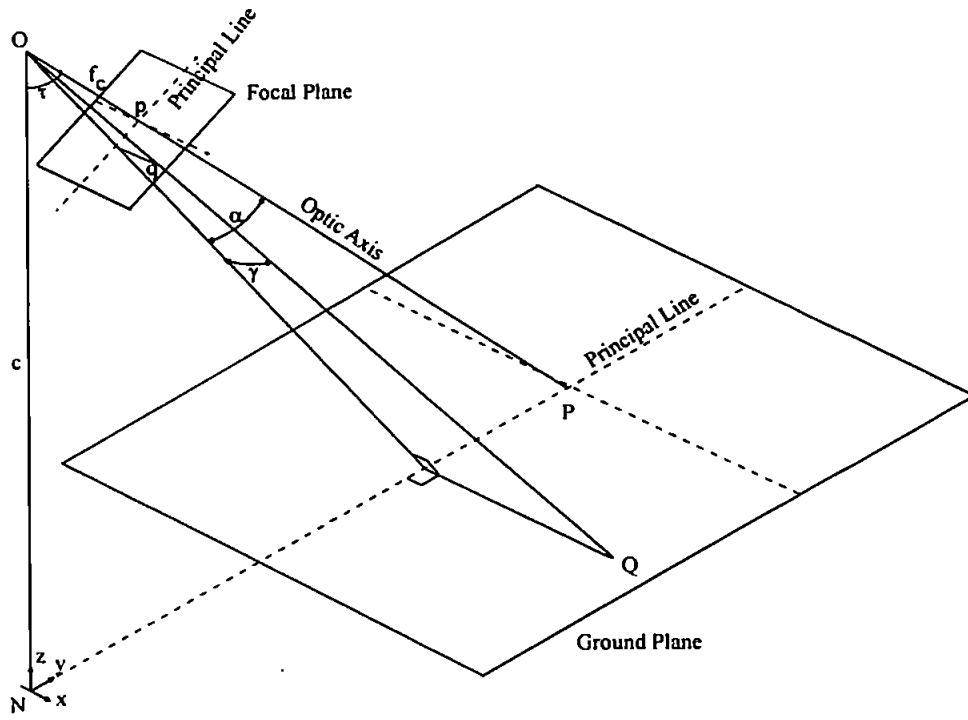 O
τ
f_c
p
Principal Line
Focal Plane
q
α
γ
Optic Axis
Principal Line
c
P
Q
Ground Plane
z
y
x
N